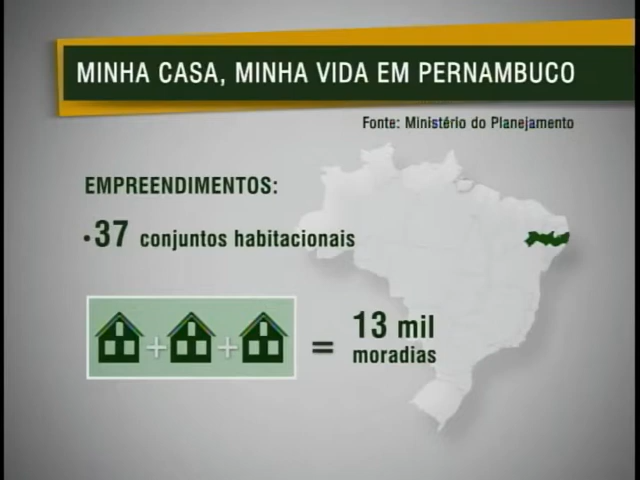 MINHA CASA, MINHA VIDA EM PERNAMBUCO
Fonte: Ministério do Planejamento
EMPREENDIMENTOS:
•37 conjuntos habitacionais
+ + = 13 mil
moradias